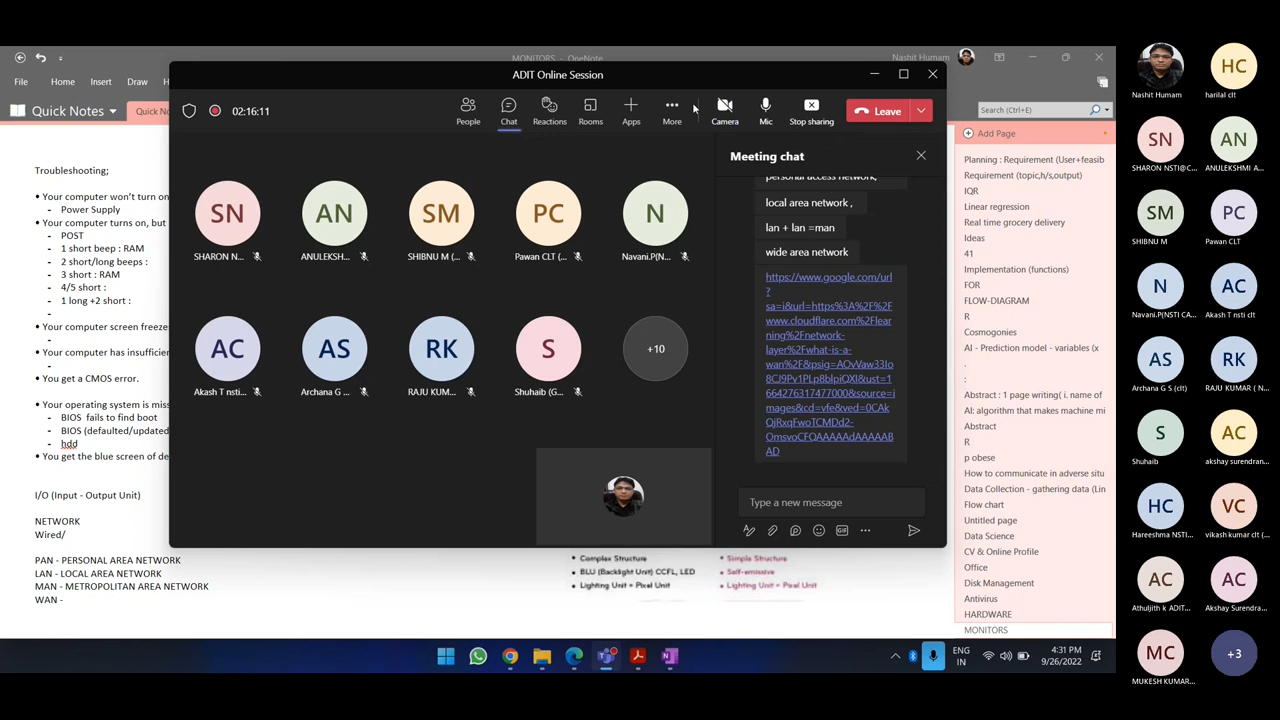 MONITORS - OneNote
Nashit Humam
File
Home
Insert
Draw
Quick Notes
Search (Ctrl+E)
Add Page
Troubleshooting;
• Your computer won't turn on
- Power Supply
• Your computer turns on, but
- POST
- 1 short beep : RAM
- 2 short/long beeps :
- 3 short : RAM
- 4/5 short :
- 1 long +2 short :
-
• Your computer screen freeze
-
• Your computer has insufficien
-
• You get a CMOS error.
• Your operating system is miss
- BIOS fails to find boot
- BIOS (defaulted/updated
- hdd
• You get the blue screen of de
I/O (Input - Output Unit)
NETWORK
Wired/
PAN - PERSONAL AREA NETWORK
LAN - LOCAL AREA NETWORK
MAN - METROPOLITAN AREA NETWORK
WAN -
ADIT Online Session
02:16:11
People
Chat
Reactions
Rooms
Apps
More
Camera
Mic
Stop sharing
Leave
SN
AN
SM
PC
N
SHARON N...
ANULEKSH...
SHIBNU M (...
Pawan CLT (...
Navani.P(N...
AC
AS
RK
S
+10
Akash T nsti...
Archana G ...
RAJU KUM...
Shuhaib (G...
Meeting chat
personal access network,
local area network ,
lan + lan =man
wide area network
https://www.google.com/url
?
sa=i&url=https%3A%2F%2F
www.cloudflare.com%2Flear
ning%2Fnetwork-
layer%2Fwhat-is-a-
wan%2F&psig=AOvVaw33Io
8CJ9Pv1PLp8blpiQXI&ust=1
664276317477000&source=i
mages&cd=vfe&ved=0CAk
QjRxqFwoTCMDd2-
OmsvoCFQAAAAAdAAAAAB
AD
Type a new message
GIF
• Complex Structure
• BLU (Backlight Unit) CCFL, LED
• Lighting Unit ≠ Pixel Unit
• Simple Structure
• Self-emissive
• Lighting Unit = Pixel Unit
Planning : Requirement (User+feasib
Requirement (topic,h/s,output)
IQR
Linear regression
Real time grocery delivery
Ideas
41
Implementation (functions)
FOR
FLOW-DIAGRAM
R
Cosmogonies
AI - Prediction model - variables (x
.
:
Abstract : 1 page writing( i. name of
AI: algorithm that makes machine mi
Abstract
R
p obese
How to communicate in adverse situ
Data Collection - gathering data (Lin
Flow chart
Untitled page
Data Science
CV & Online Profile
Office
Disk Management
Antivirus
HARDWARE
MONITORS
ENG
IN
4:31 PM
9/26/2022
HC
Nashit Humam
harilal clt
SN
AN
SHARON NSTI@C...
ANULEKSHMI A...
SM
PC
SHIBNU M
Pawan CLT
N
AC
Navani.P(NSTI CA...
Akash T nsti clt
AS
RK
Archana G S (clt)
RAJU KUMAR ( N...
S
AC
Shuhaib
akshay surendran...
HC
VC
Hareeshma NSTI...
vikash kumar clt (...
AC
AC
Athuljith k ADIT...
Akshay Surendra...
MC
+3
MUKESH KUMAR...